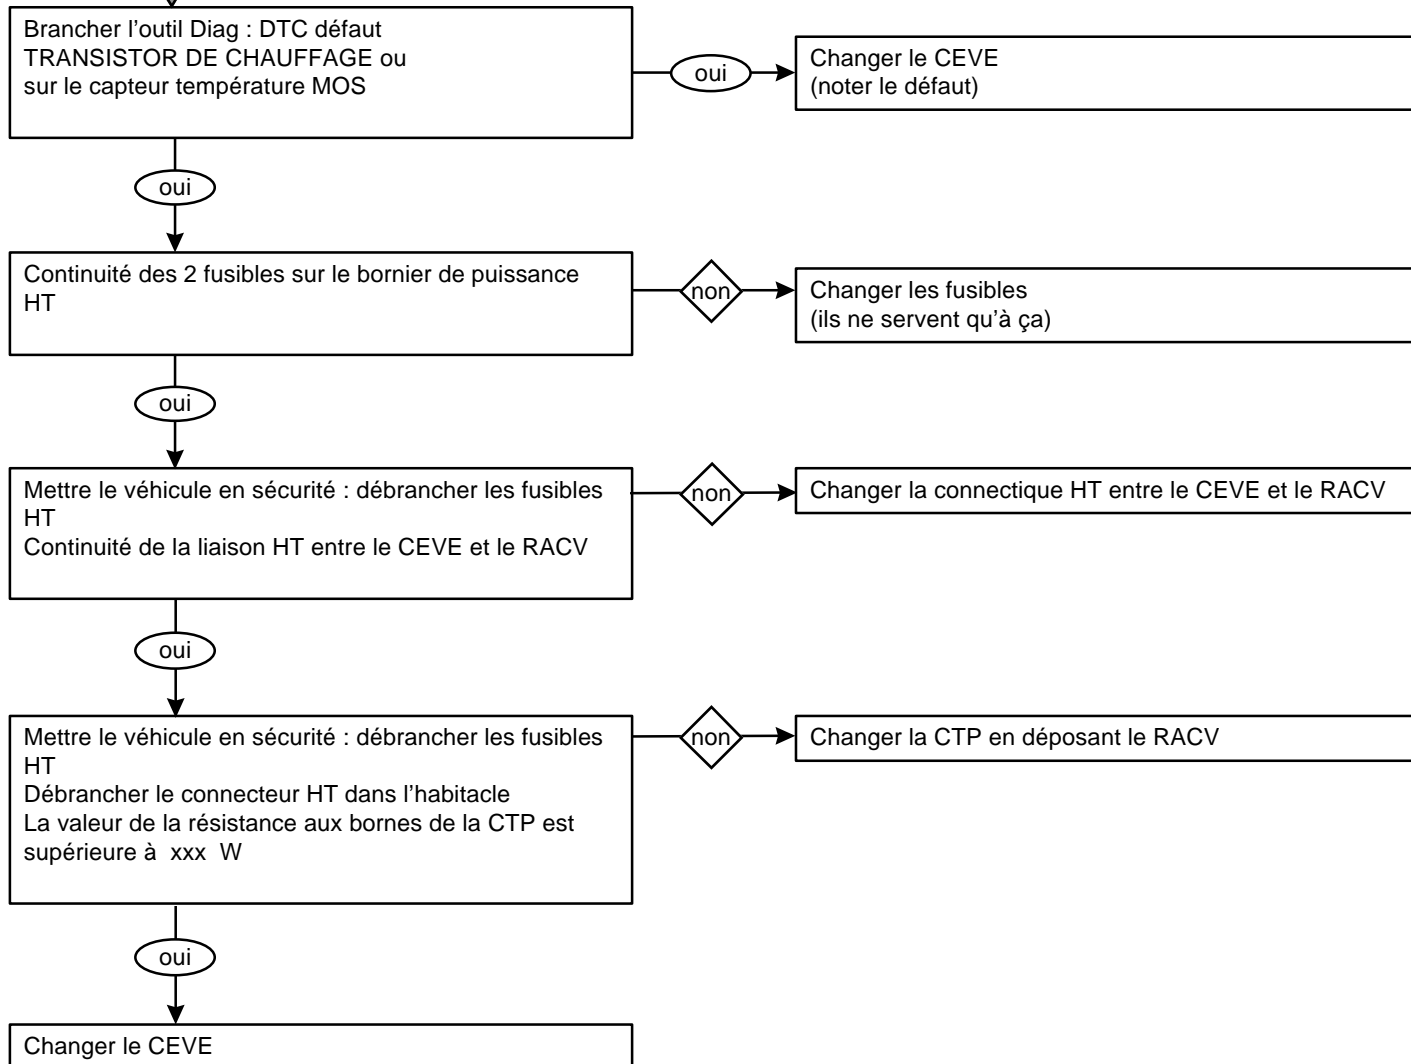 Brancher l'outil Diag : DTC défaut
TRANSISTOR DE CHAUFFAGE ou
sur le capteur température MOS
oui
Changer le CEVE
(noter le défaut)
oui
Continuité des 2 fusibles sur le bornier de puissance
HT
non
Changer les fusibles
(ils ne servent qu'à ça)
oui
Mettre le véhicule en sécurité : débrancher les fusibles
HT
Continuité de la liaison HT entre le CEVE et le RACV
non
Changer la connectique HT entre le CEVE et le RACV
oui
Mettre le véhicule en sécurité : débrancher les fusibles
HT
Débrancher le connecteur HT dans l'habitacle
La valeur de la résistance aux bornes de la CTP est
supérieure à xxx W
non
Changer la CTP en déposant le RACV
oui
Changer le CEVE